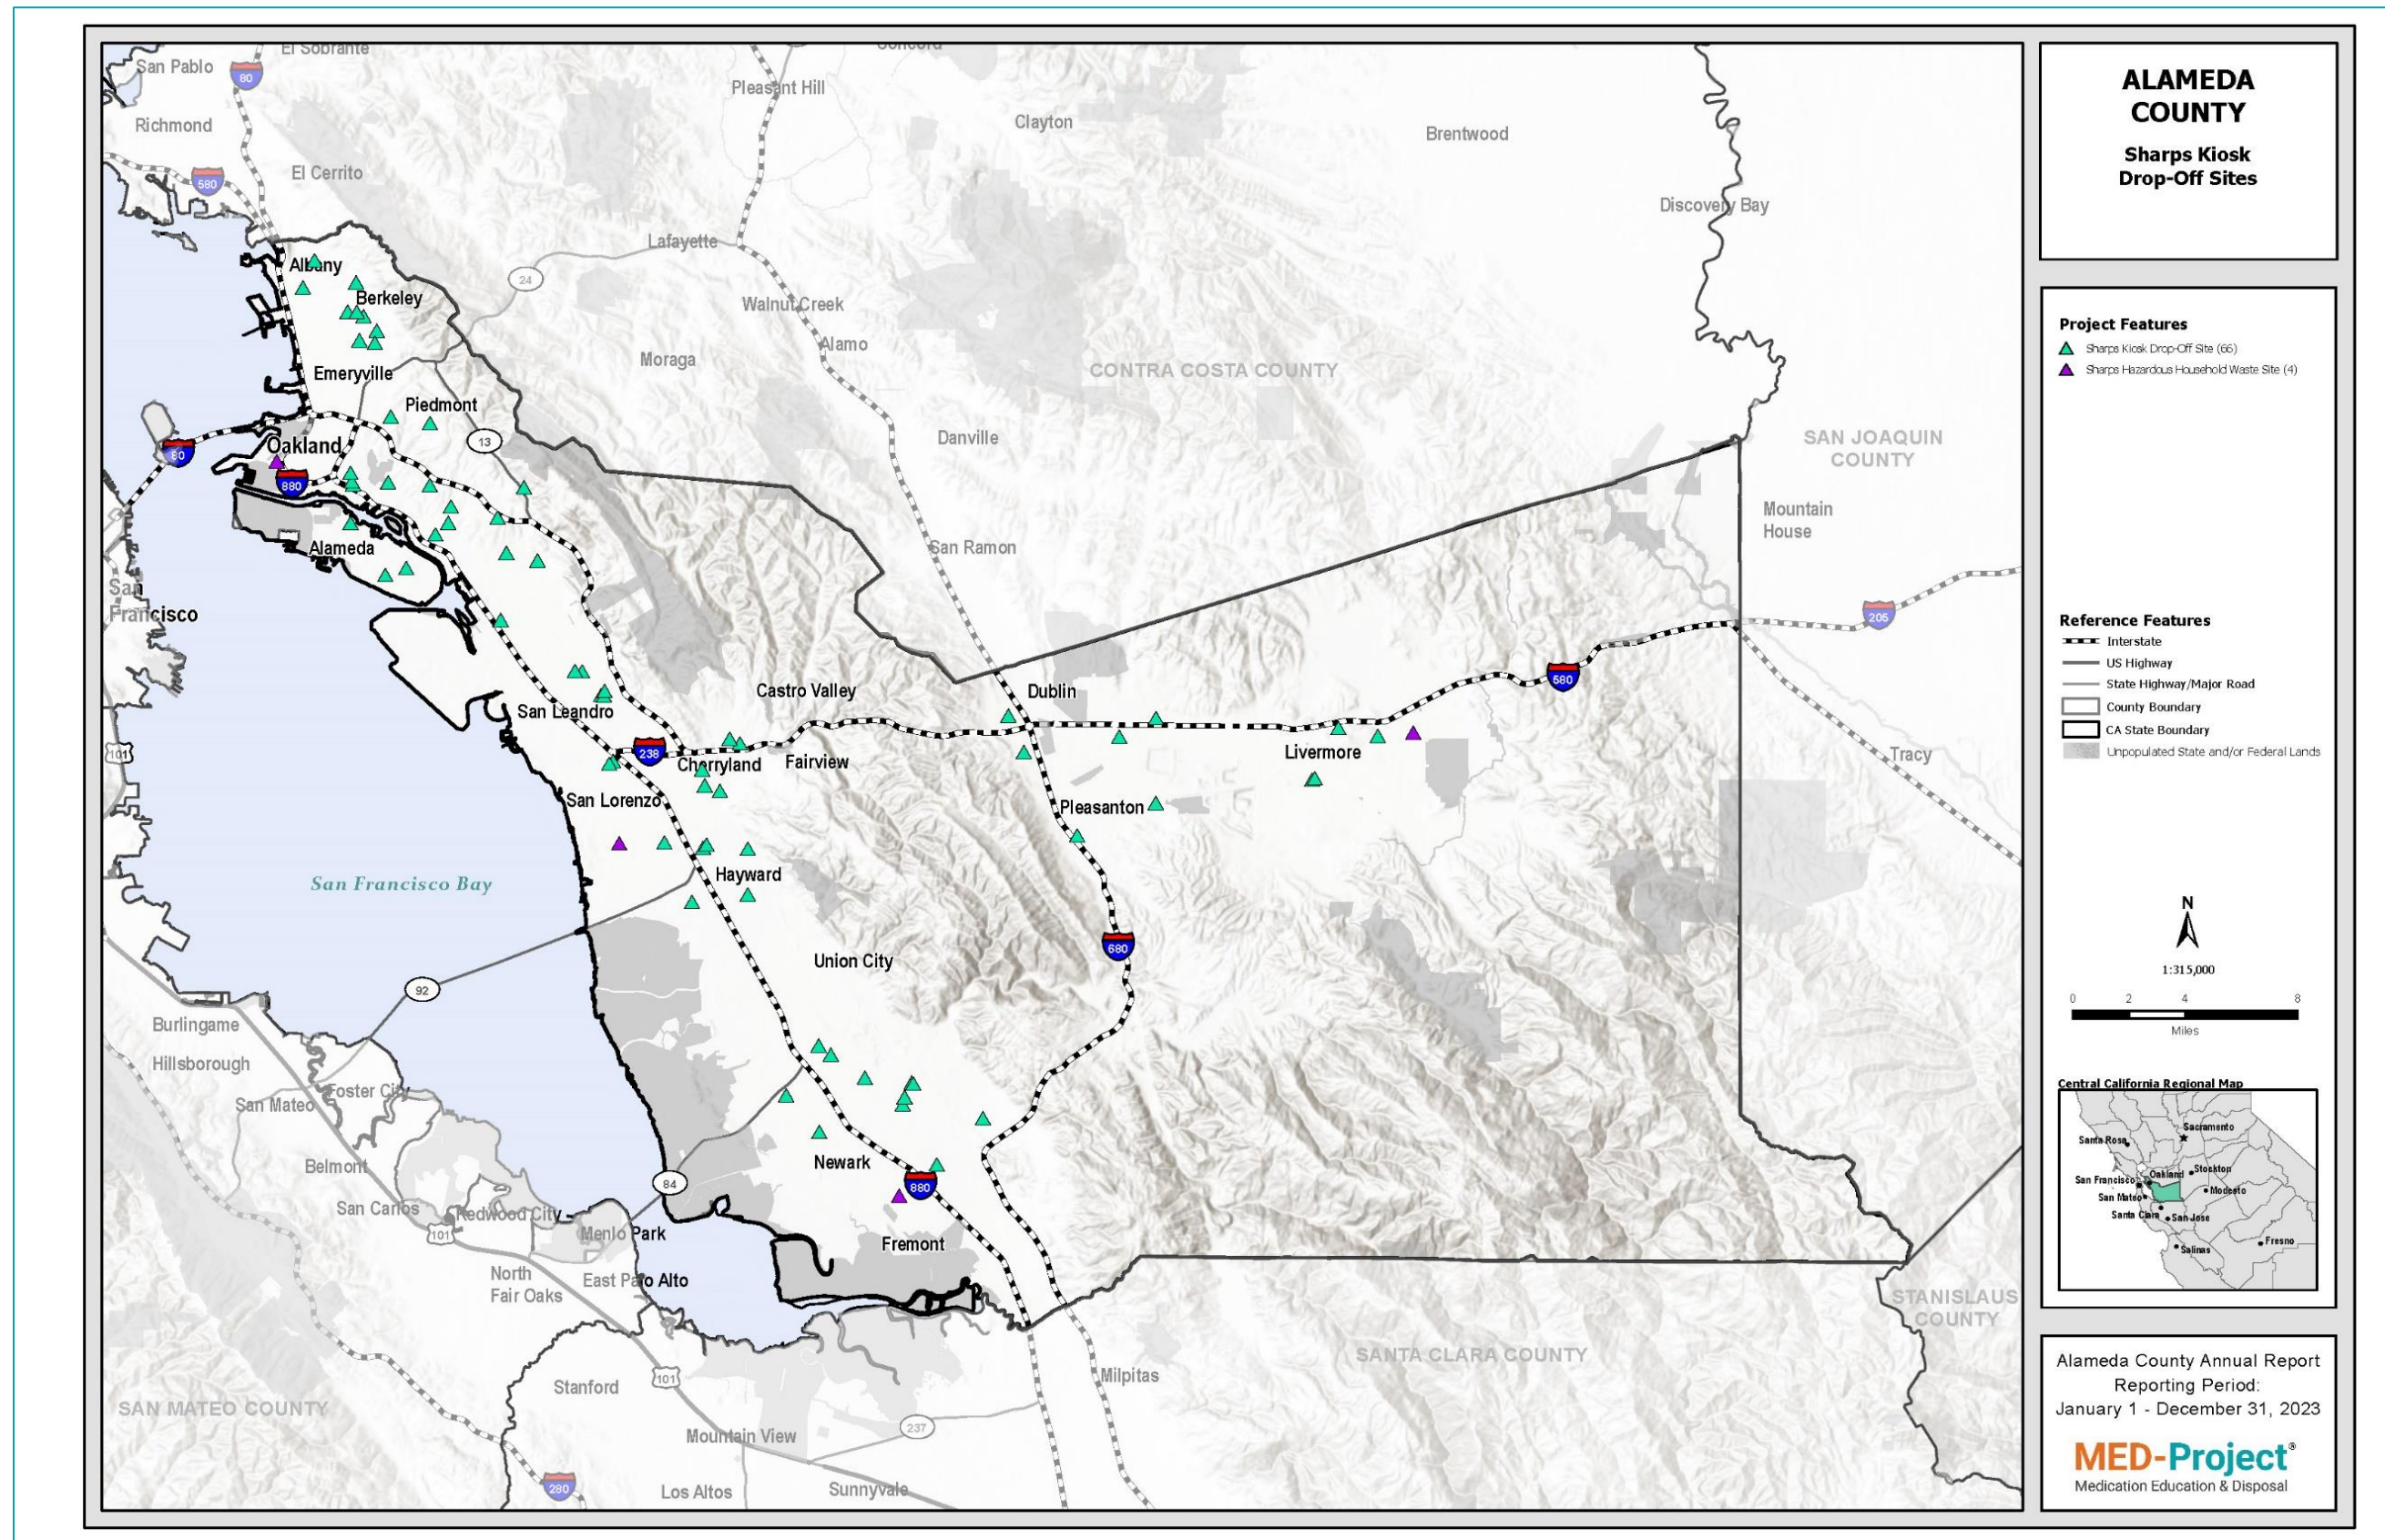 El Sobrante
Concord
San Pablo
80
Pleasant Hill
Richmond
Clayton
Brentwood
El Cerrito
580
Discovery Bay
Lafayette
Albany
24
Berkeley
Walnut Creek
Alamo
Moraga
Emeryville
CONTRA COSTA COUNTY
Piedmont
Oakland
13
Danville
SAN JOAQUIN
COUNTY
80
880
Mountain
House
Alameda
San Ramon
San
Francisco
205
580
Castro Valley
Dublin
San Leandro
101
238
Cherryland
Fairview
Livermore
Tracy
San Lorenzo
Pleasanton
San Francisco Bay
Hayward
680
Union City
92
Burlingame
Hillsborough
Foster City
San Mateo
Belmont
Newark
84
880
San Carlos
Redwood City
101
Menlo Park
Fremont
North
Fair Oaks
East Palo Alto
STANISLAUS
COUNTY
SANTA CLARA COUNTY
Stanford
101
Milpitas
SAN MATEO COUNTY
237
Mountain View
280
Los Altos
Sunnyvale
ALAMEDA
COUNTY
Sharps Kiosk
Drop-Off Sites
Project Features
Sharps Kiosk Drop-Off Site (66)
Sharps Hazardous Household Waste Site (4)
Reference Features
Interstate
US Highway
State Highway/Major Road
County Boundary
CA State Boundary
Unpopulated State and/or Federal Lands
N
1:315,000
0 2 4 8
Miles
Central California Regional Map
Sacramento
Santa Rosa
Oakland
Stockton
San Francisco
Modesto
San Mateo
Santa Clara
San Jose
Fresno
Salinas
Alameda County Annual Report
Reporting Period:
January 1 - December 31, 2023
MED-Project®
Medication Education & Disposal